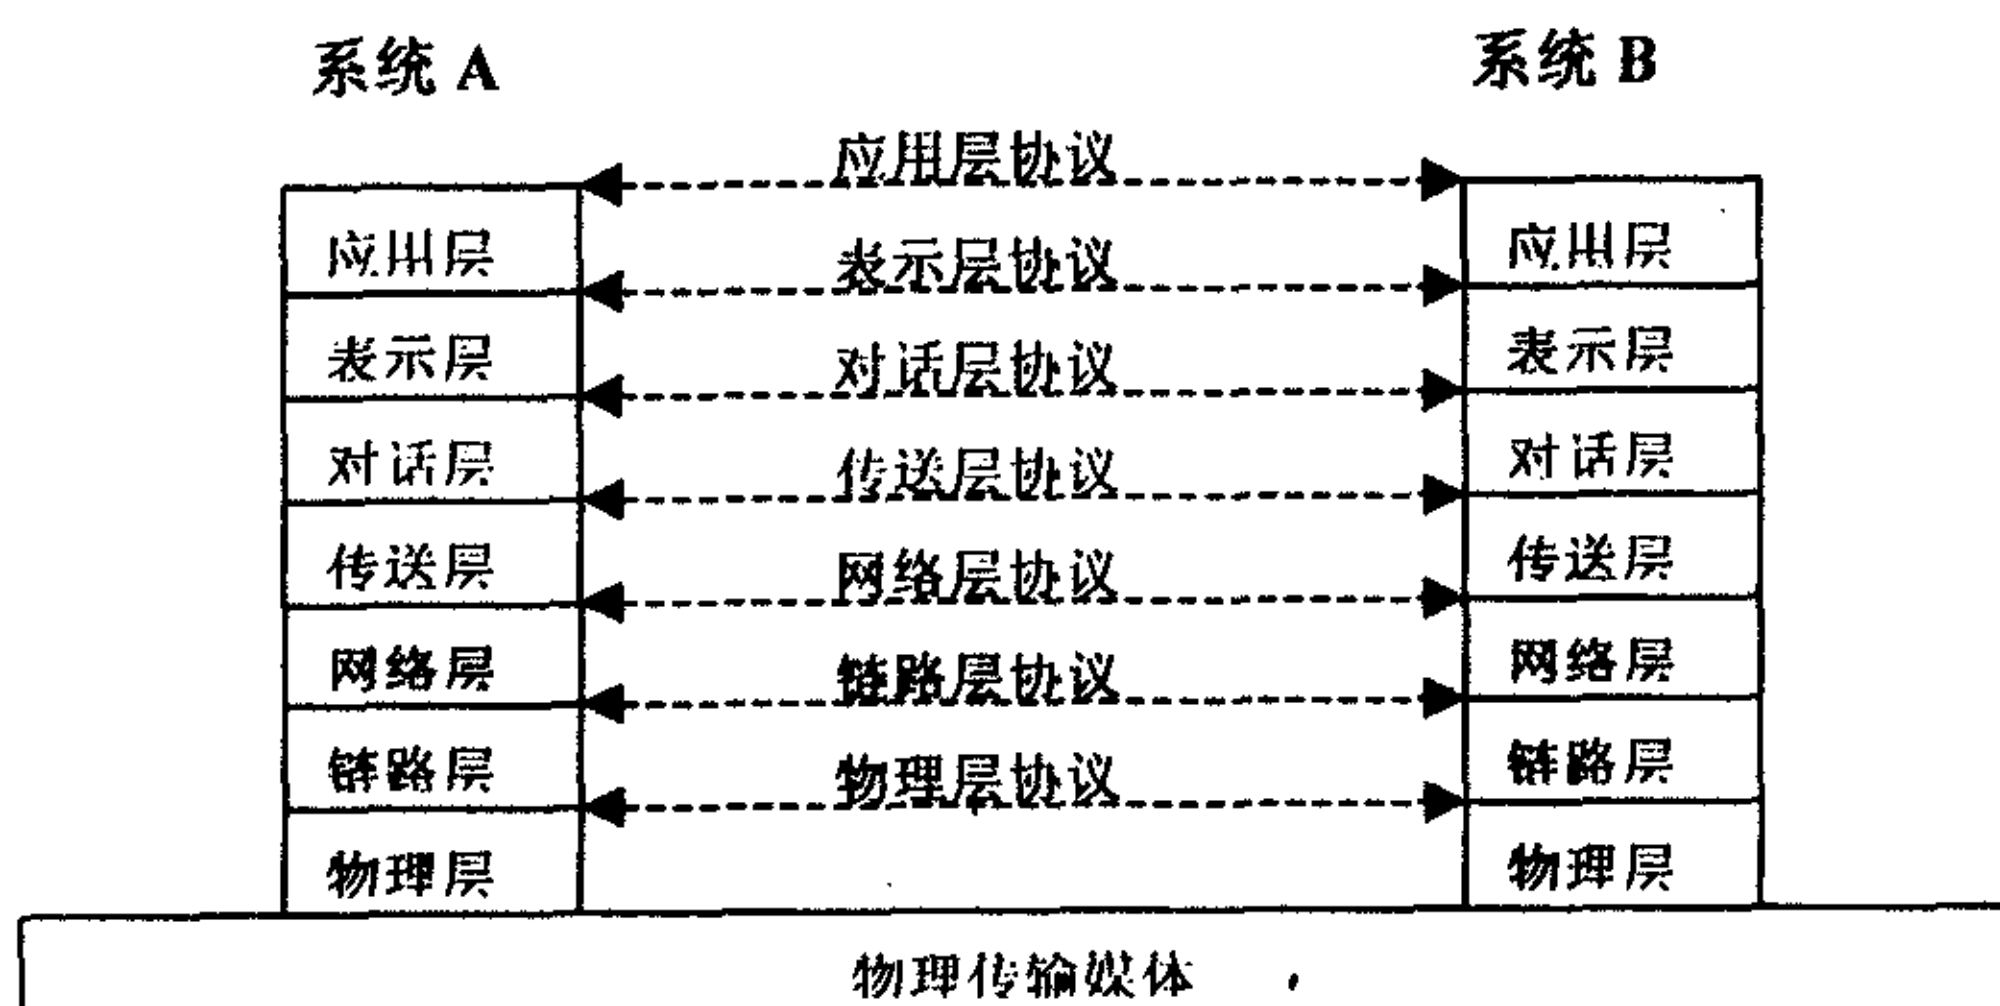 系统 A
系统 B
应用层协议
应用层
应用层
表示层协议
表示层
表示层
对话层协议
对话层
对话层
传送层协议
传送层
传送层
网络层协议
网络层
网络层
链路层协议
链路层
链路层
物理层协议
物理层
物理层
物理传输媒体